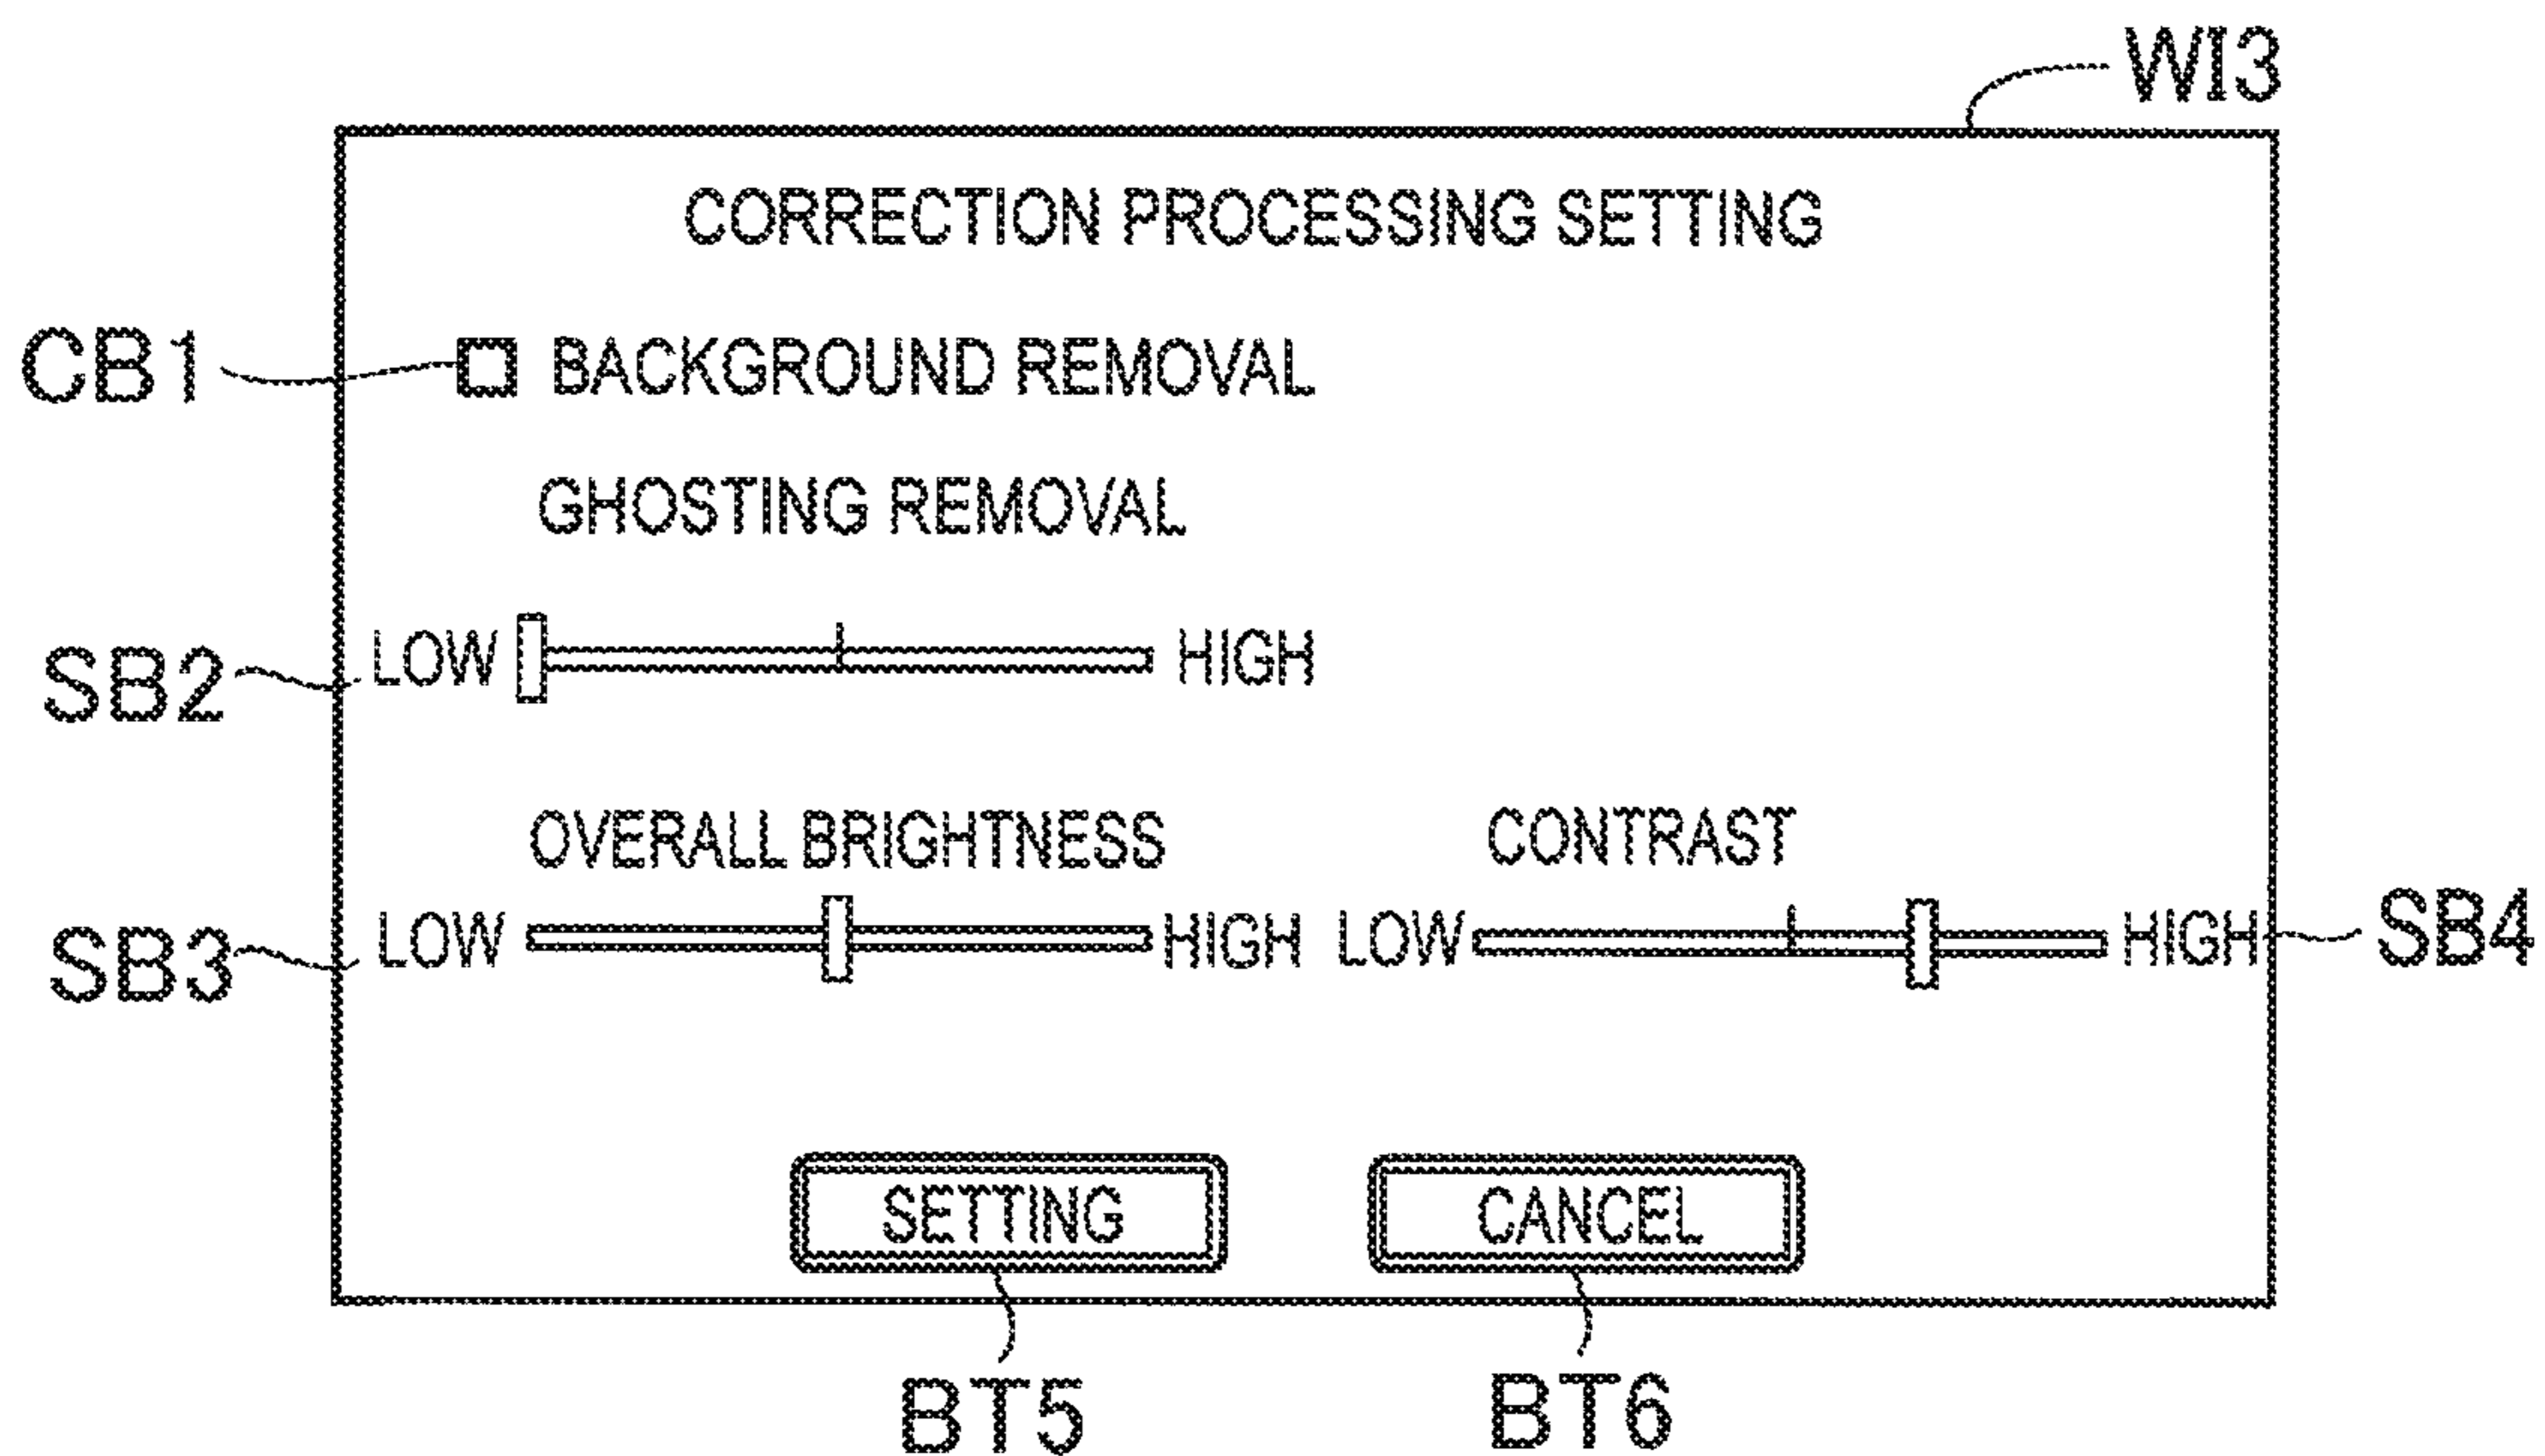 WI3
CORRECTION PROCESSING SETTING
CB1 BACKGROUND REMOVAL
GHOSTING REMOVAL
SB2 LOW HIGH
OVERALL BRIGHTNESS CONTRAST
SB3 LOW HIGH LOW HIGH SB4
SETTING CANCEL
BT5 BT6